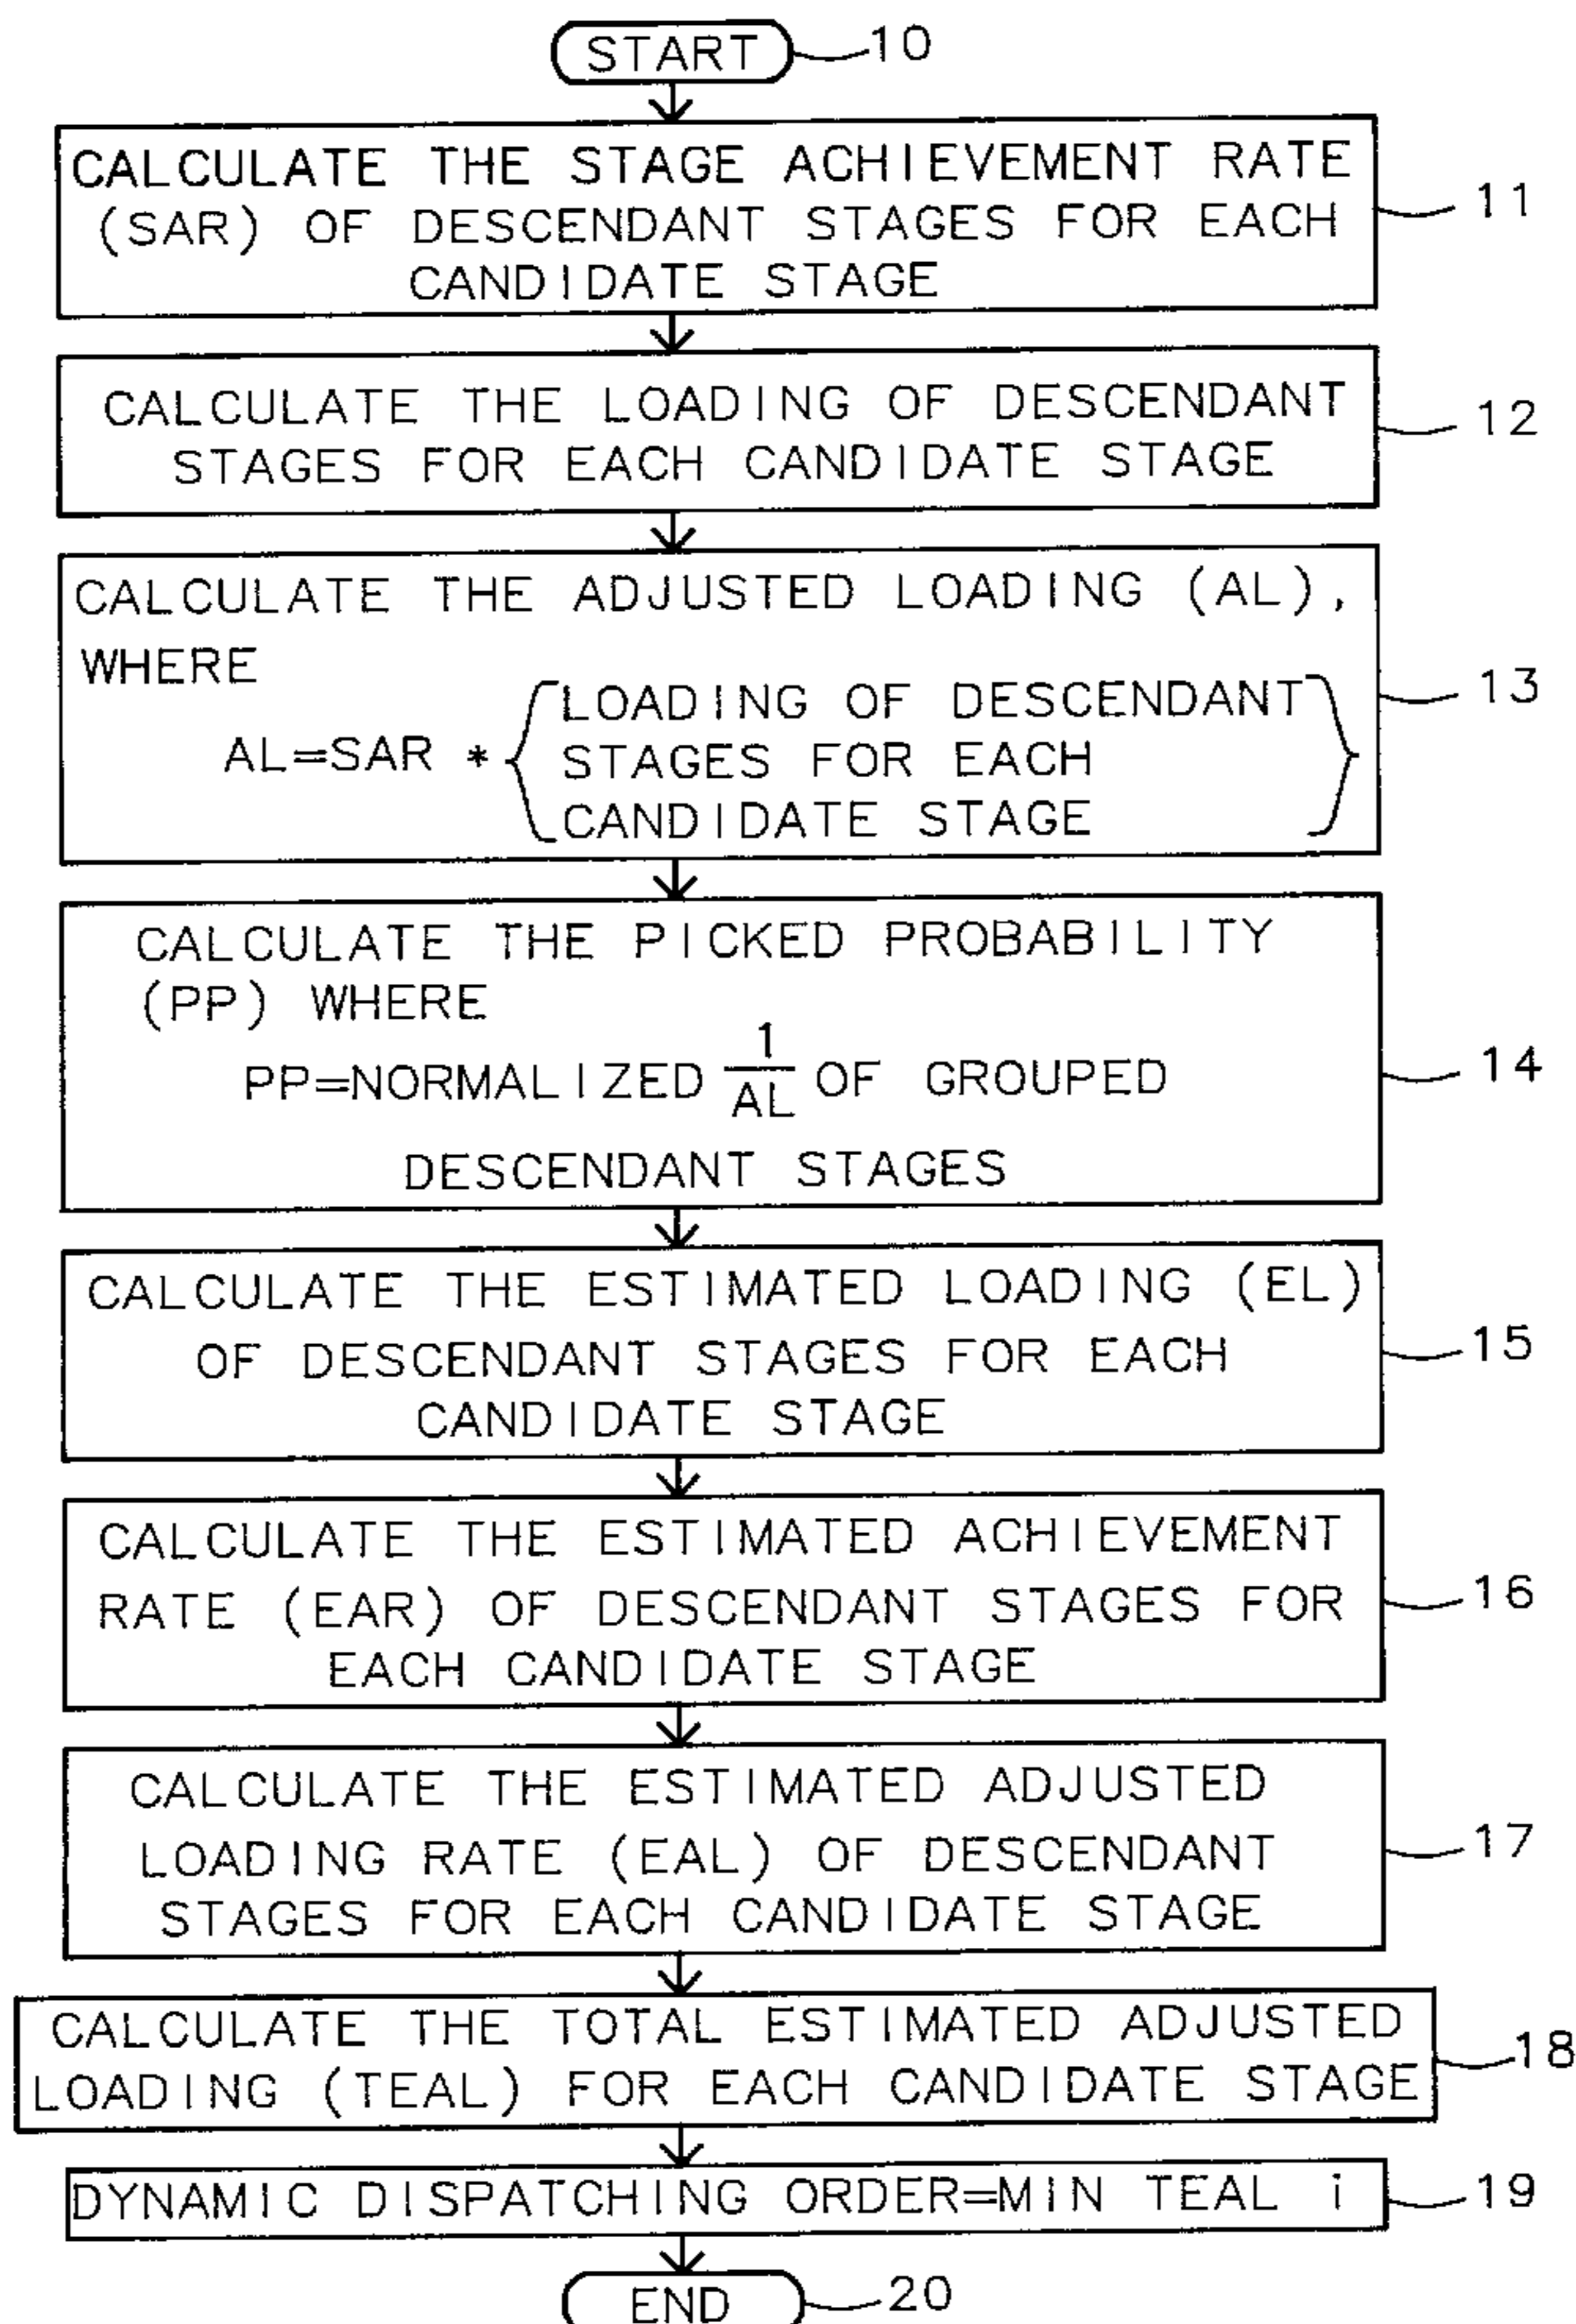 START 10
CALCULATE THE STAGE ACHIEVEMENT RATE
(SAR) OF DESCENDANT STAGES FOR EACH
CANDIDATE STAGE
11
CALCULATE THE LOADING OF DESCENDANT
STAGES FOR EACH CANDIDATE STAGE
12
CALCULATE THE ADJUSTED LOADING (AL),
WHERE
AL=SAR * { LOADING OF DESCENDANT
STAGES FOR EACH
CANDIDATE STAGE }
13
CALCULATE THE PICKED PROBABILITY
(PP) WHERE
PP=NORMALIZED 1/AL OF GROUPED
DESCENDANT STAGES
14
CALCULATE THE ESTIMATED LOADING (EL)
OF DESCENDANT STAGES FOR EACH
CANDIDATE STAGE
15
CALCULATE THE ESTIMATED ACHIEVEMENT
RATE (EAR) OF DESCENDANT STAGES FOR
EACH CANDIDATE STAGE
16
CALCULATE THE ESTIMATED ADJUSTED
LOADING RATE (EAL) OF DESCENDANT
STAGES FOR EACH CANDIDATE STAGE
17
CALCULATE THE TOTAL ESTIMATED ADJUSTED
LOADING (TEAL) FOR EACH CANDIDATE STAGE
18
DYNAMIC DISPATCHING ORDER=MIN TEAL i
19
END 20